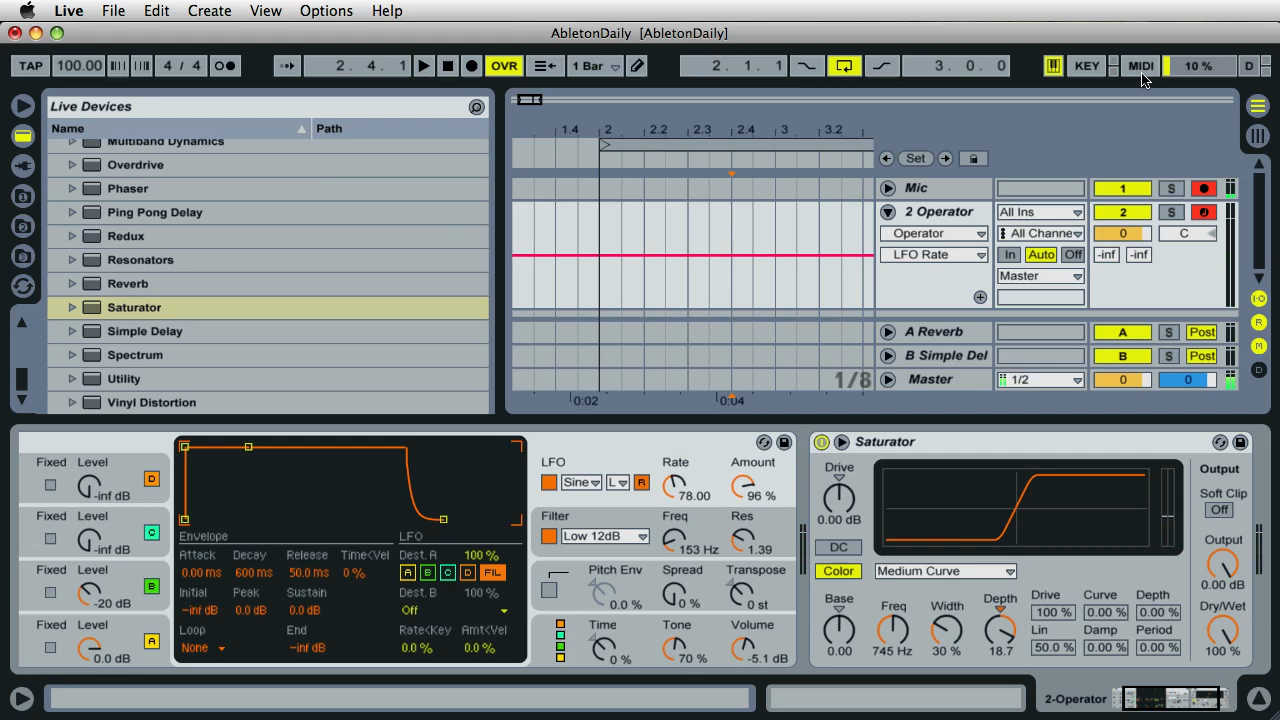 Live File Edit Create View Options Help
AbletonDaily [AbletonDaily]
TAP 100.00 4 / 4 2. 4. 1 OVR 1 Bar 2. 1. 1 3. 0. 0 KEY MIDI 10 % D
Live Devices
Name Path
Multiband Dynamics
Overdrive
Phaser
Ping Pong Delay
Redux
Resonators
Reverb
Saturator
Simple Delay
Spectrum
Utility
Vinyl Distortion
1.4 2 2.2 2.3 2.4 3 3.2
Set
Mic 1 S
2 Operator All Ins 2 S
Operator All Channe 0 C
LFO Rate In Auto Off -inf -inf
Master
A Reverb A S Post
B Simple Del B S Post
1/8 Master 1/2 0 0
0:02 0:04
Fixed Level
-inf dB D
Fixed Level
-inf dB C
Fixed Level
-20 dB B
Fixed Level
0.0 dB A
Envelope LFO
Attack Decay Release Time<Vel Dest. A 100 %
0.00 ms 600 ms 50.0 ms 0 % A B C D FIL
Initial Peak Sustain Dest. B 100 %
-inf dB 0.0 dB 0.0 dB Off
Loop End Rate<Key Amt<Vel
None -inf dB 0.0 % 0.0 %
LFO Rate Amount
Sine L R 78.00 96 %
Filter Freq Res
Low 12dB 153 Hz 1.39
Pitch Env Spread Transpose
0.0 % 0 % 0 st
Time Tone Volume
0 % 70 % -5.1 dB
Saturator
Drive
0.00 dB
DC
Color Medium Curve
Base Freq Width Depth
0.00 745 Hz 30 % 18.7
Drive Curve Depth
100 % 0.00 % 0.00 %
Lin Damp Period
50.0 % 0.00 % 0.00 %
Output
Soft Clip
Off
Output
0.00 dB
Dry/Wet
100 %
2-Operator